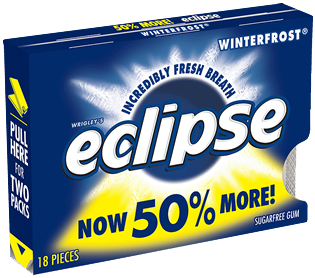 50% MORE! eclipse
WINTERFROST®
INCREDIBLY FRESH BREATH
WRIGLEY'S
eclipse®
NOW 50% MORE!
SUGARFREE GUM
18 PIECES
PULL
HERE
FOR
TWO
PACKS